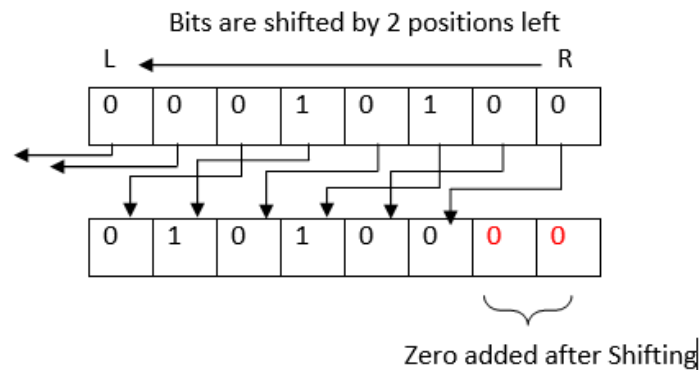 Bits are shifted by 2 positions left
L R
0 0 0 1 0 1 0 0
0 1 0 1 0 0 0 0
Zero added after Shifting